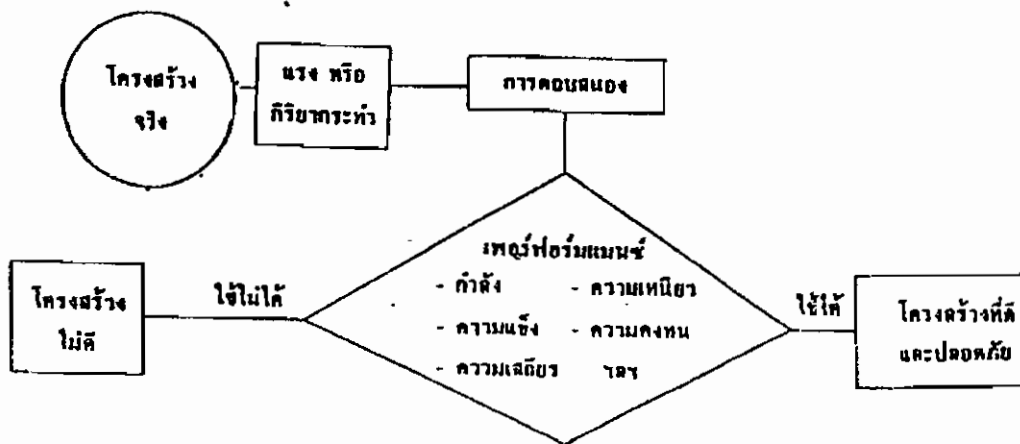 โครงสร้าง
จริง
แรง หรือ
กิริยากระทำ
การตอบสนอง
เพอร์ฟอร์มแมนซ์
- กำลัง - ความเหนียว
- ความแข็ง - ความคงทน
- ความเสถียร ฯลฯ
ใช้ไม่ได้
โครงสร้าง
ไม่ดี
ใช้ได้
โครงสร้างที่ดี
และปลอดภัย